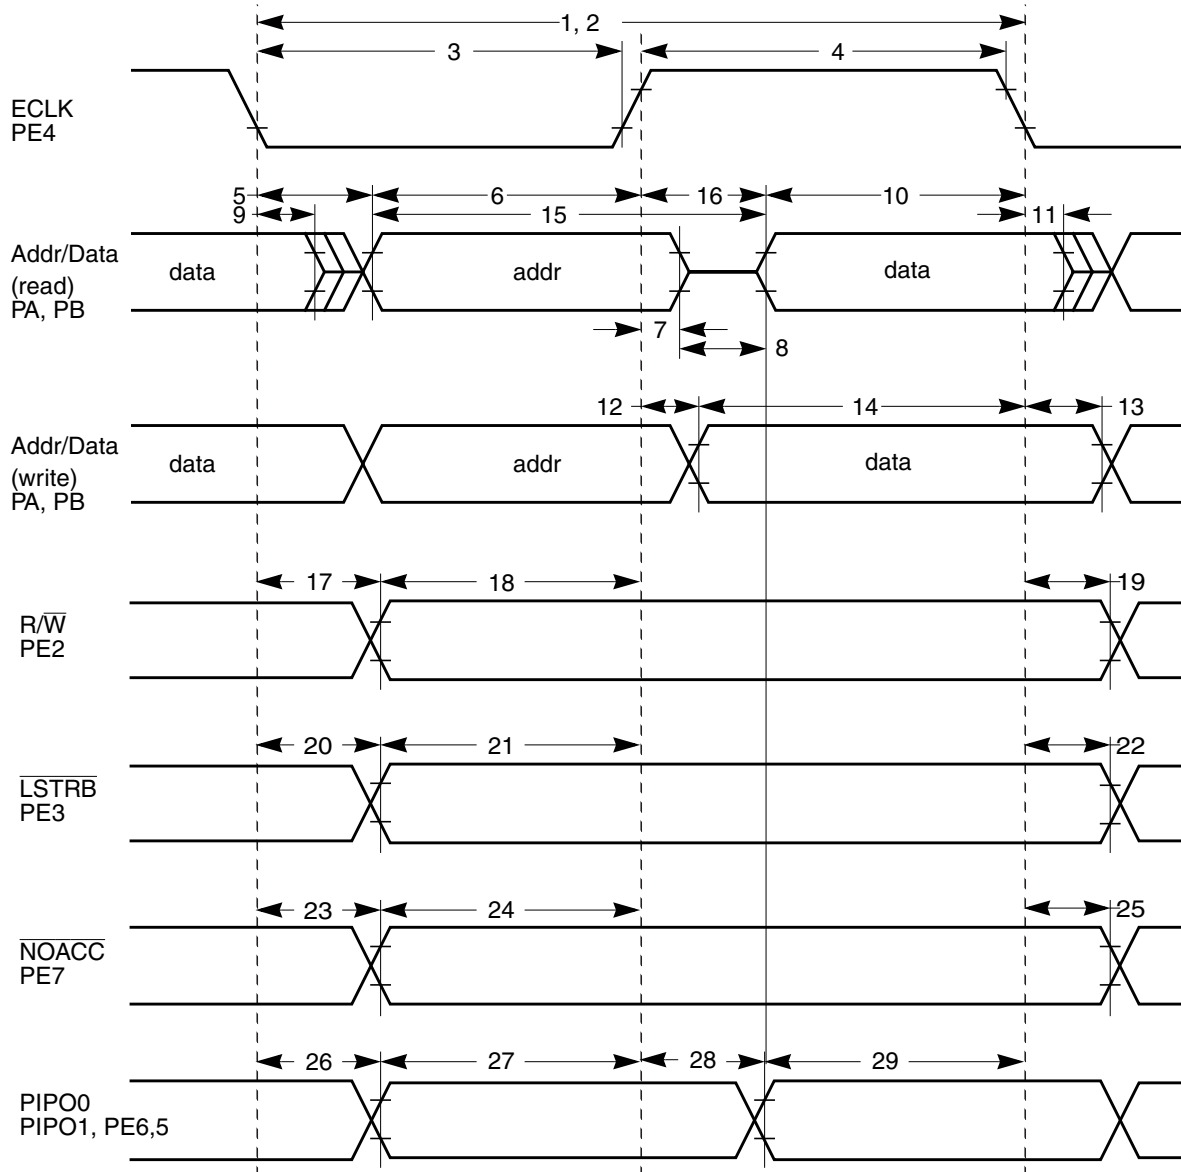 1, 2
3
4
ECLK
PE4
5
6
16
10
9
15
11
Addr/Data
(read)
PA, PB
data
addr
data
7
8
12
14
13
Addr/Data
(write)
PA, PB
data
addr
data
17
18
19
R/W̅
PE2
20
21
22
L̅S̅T̅R̅B̅
PE3
23
24
25
N̅O̅A̅C̅C̅
PE7
26
27
28
29
PIPO0
PIPO1, PE6,5